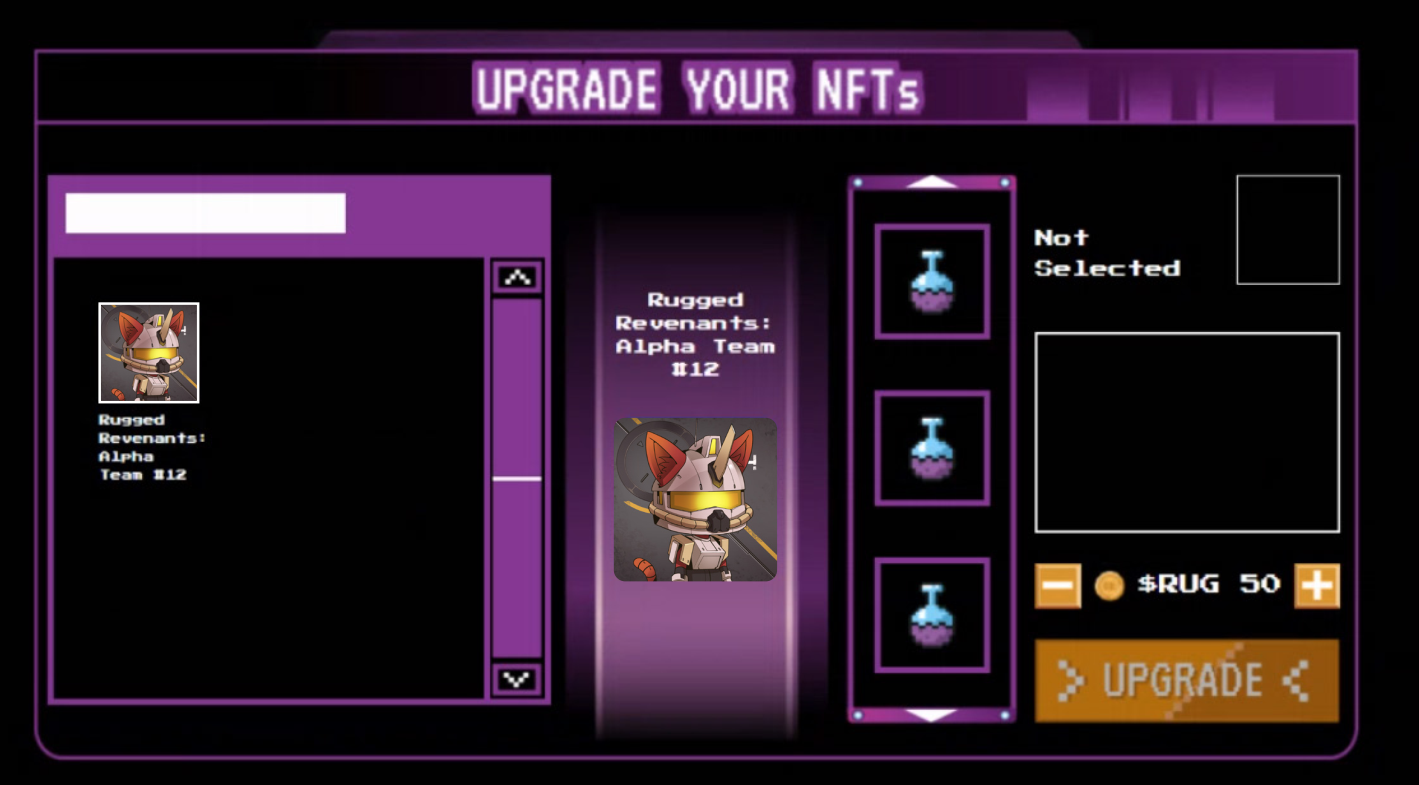 UPGRADE YOUR NFTs
Rugged
Revenants:
Alpha
Team #12
Rugged
Revenants:
Alpha Team
#12
Not
Selected
$RUG 50
> UPGRADE <